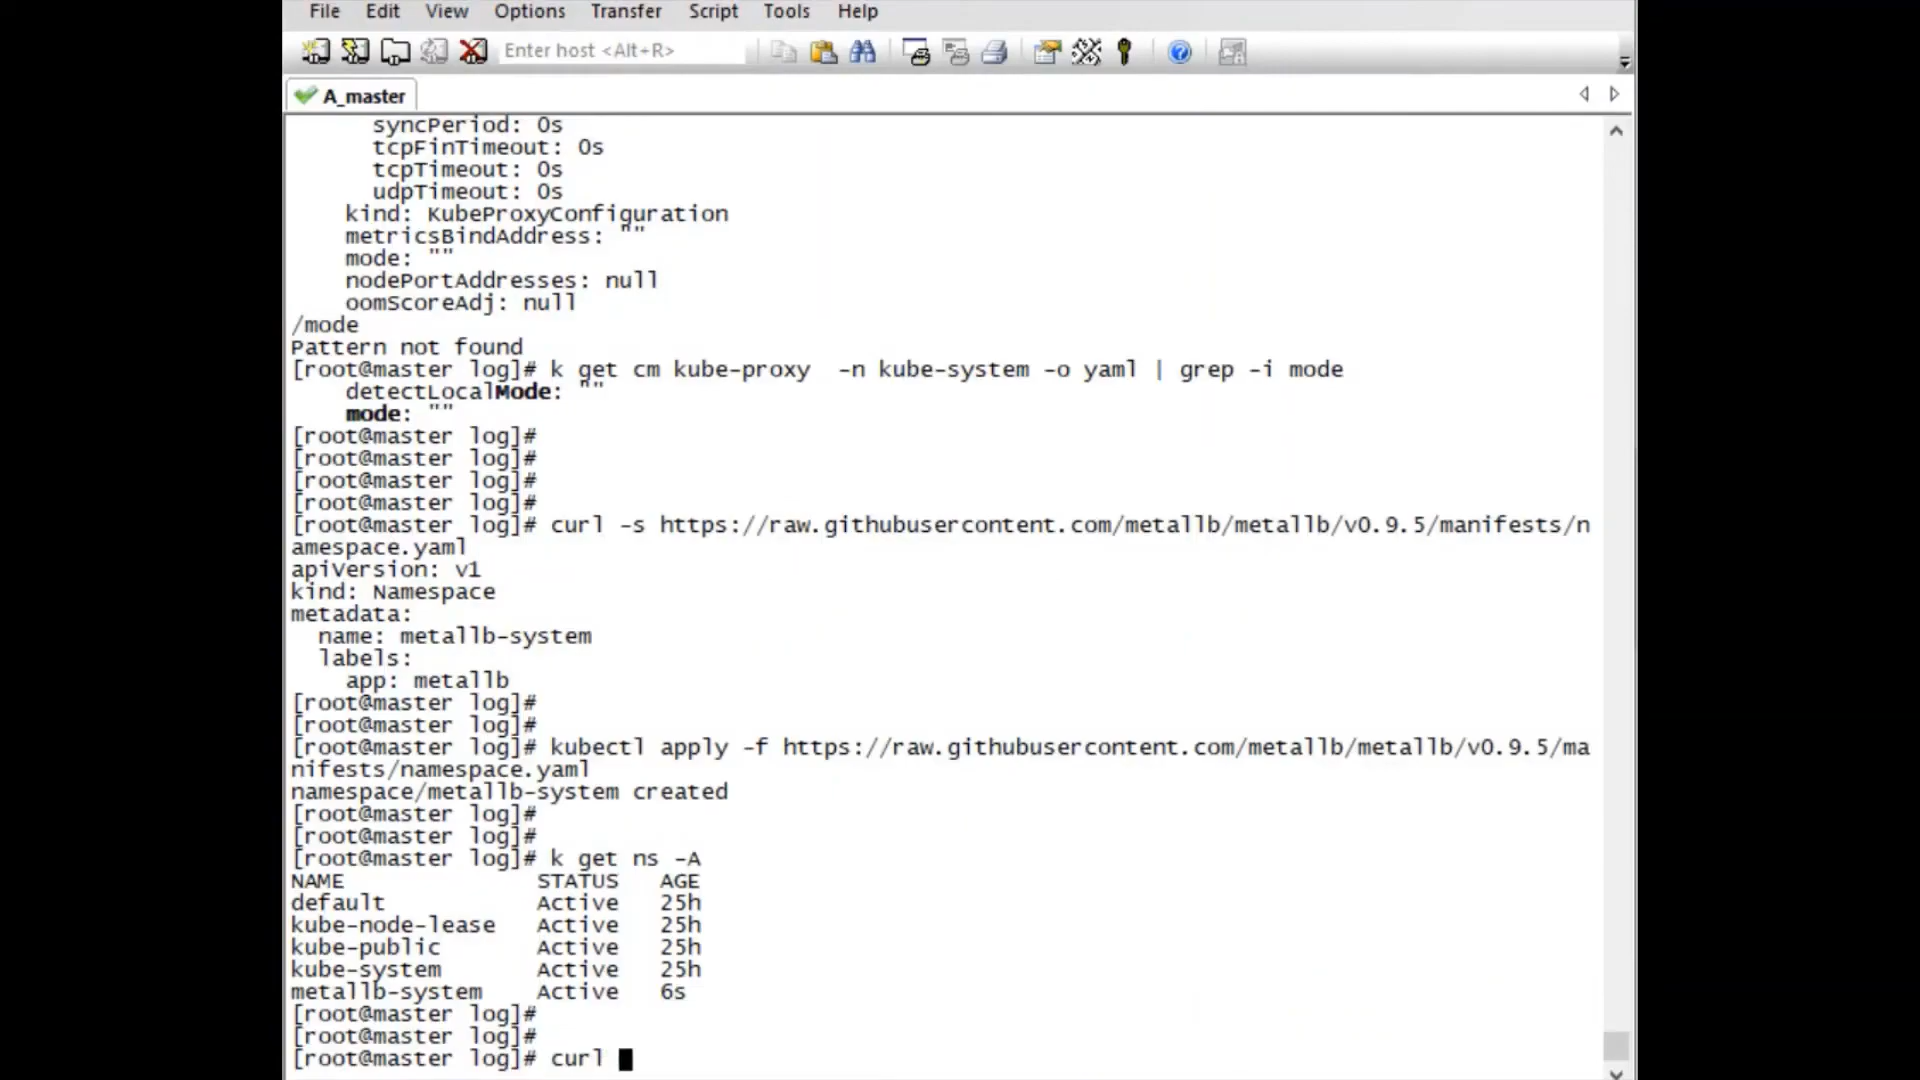 File Edit View Options Transfer Script Tools Help
Enter host <Alt+R>
A_master
syncPeriod: 0s
tcpFinTimeout: 0s
tcpTimeout: 0s
udpTimeout: 0s
kind: KubeProxyConfiguration
metricsBindAddress: ""
mode: ""
nodePortAddresses: null
oomScoreAdj: null
/mode
Pattern not found
[root@master log]# k get cm kube-proxy  -n kube-system -o yaml | grep -i mode
detectLocalMode: ""
mode: ""
[root@master log]#
[root@master log]#
[root@master log]#
[root@master log]#
[root@master log]# curl -s https://raw.githubusercontent.com/metallb/metallb/v0.9.5/manifests/n
amespace.yaml
apiVersion: v1
kind: Namespace
metadata:
name: metallb-system
labels:
app: metallb
[root@master log]#
[root@master log]#
[root@master log]# kubectl apply -f https://raw.githubusercontent.com/metallb/metallb/v0.9.5/ma
nifests/namespace.yaml
namespace/metallb-system created
[root@master log]#
[root@master log]#
[root@master log]# k get ns -A
NAME STATUS AGE
default Active 25h
kube-node-lease Active 25h
kube-public Active 25h
kube-system Active 25h
metallb-system Active 6s
[root@master log]#
[root@master log]#
[root@master log]# curl